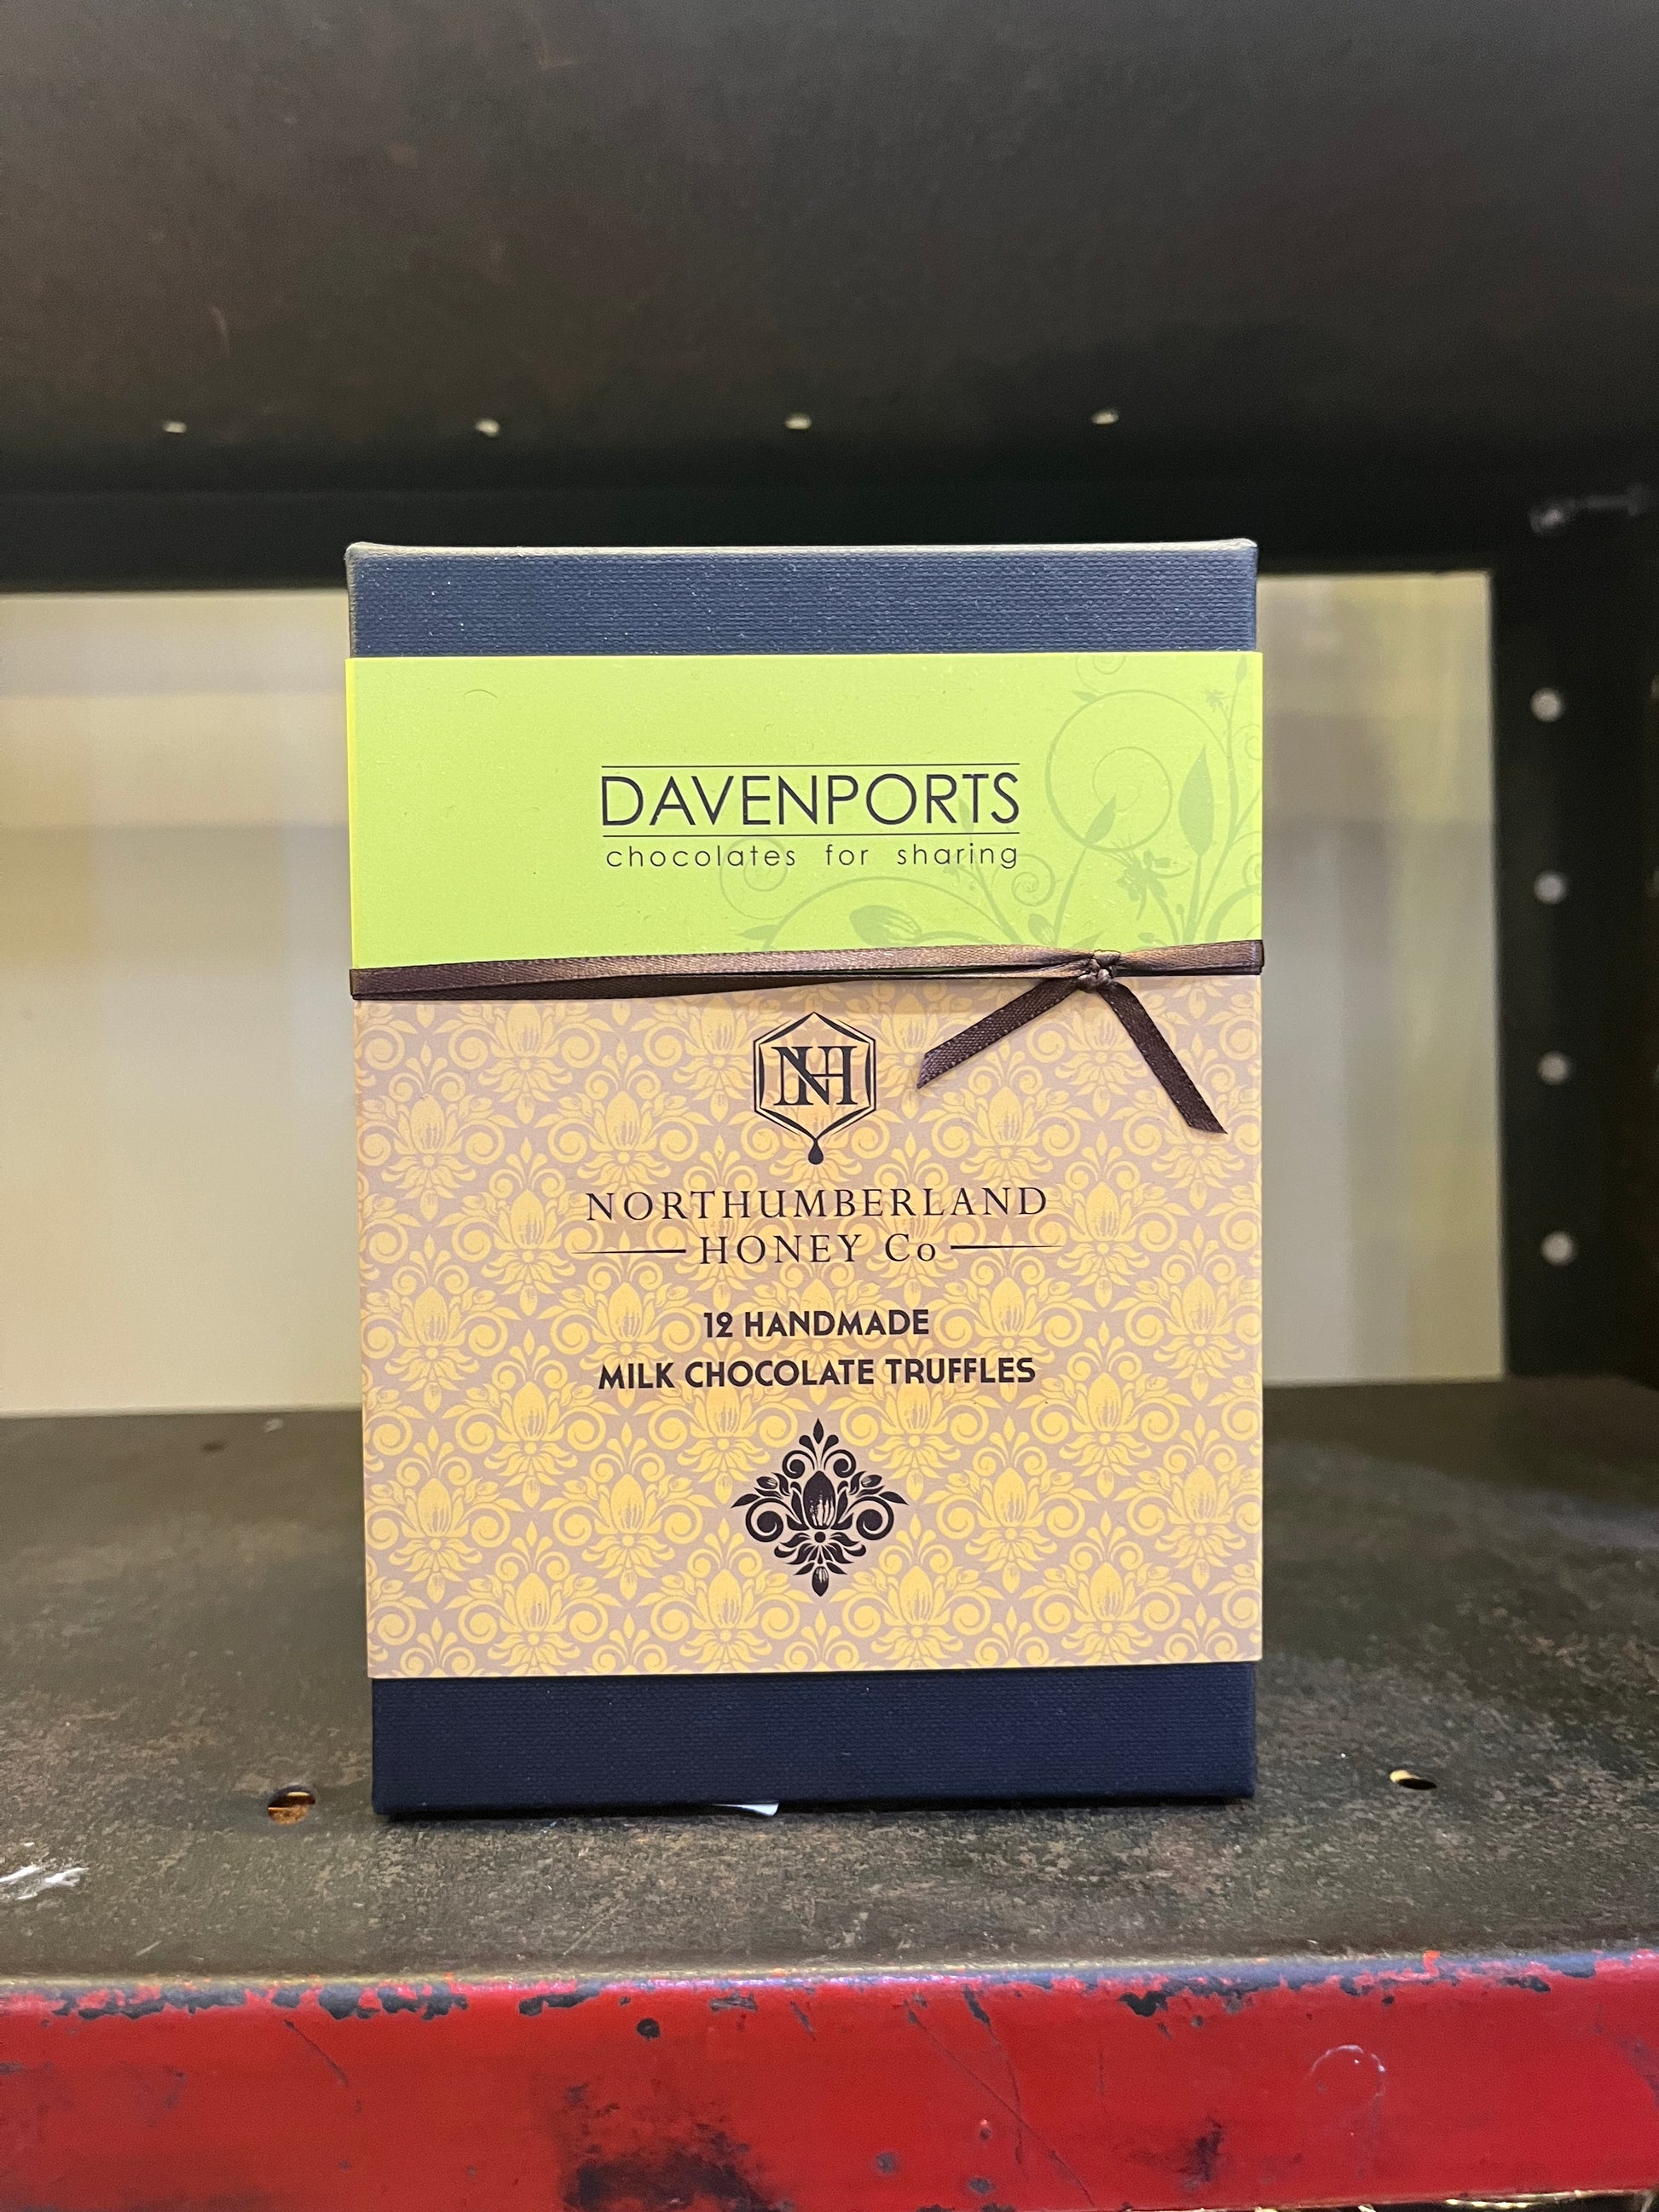 DAVENPORTS
chocolates for sharing
NH
NORTHUMBERLAND
HONEY Co
12 HANDMADE
MILK CHOCOLATE TRUFFLES